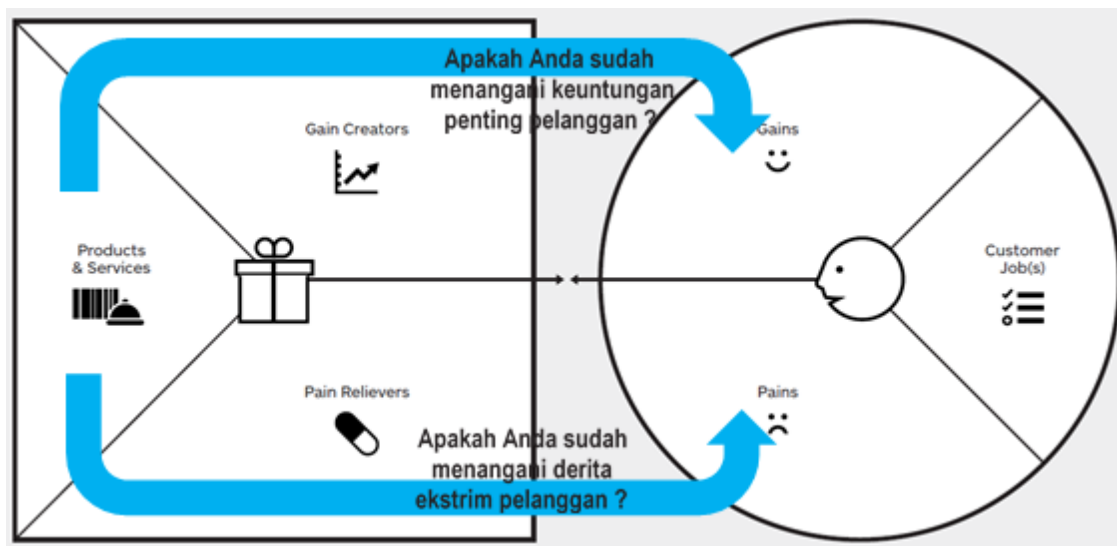 Apakah Anda sudah
menangani keuntungan
penting pelanggan ?
Gain Creators
Gains
Products
& Services
Customer
Job(s)
Pain Relievers
Pains
Apakah Anda sudah
menangani derita
ekstrim pelanggan ?